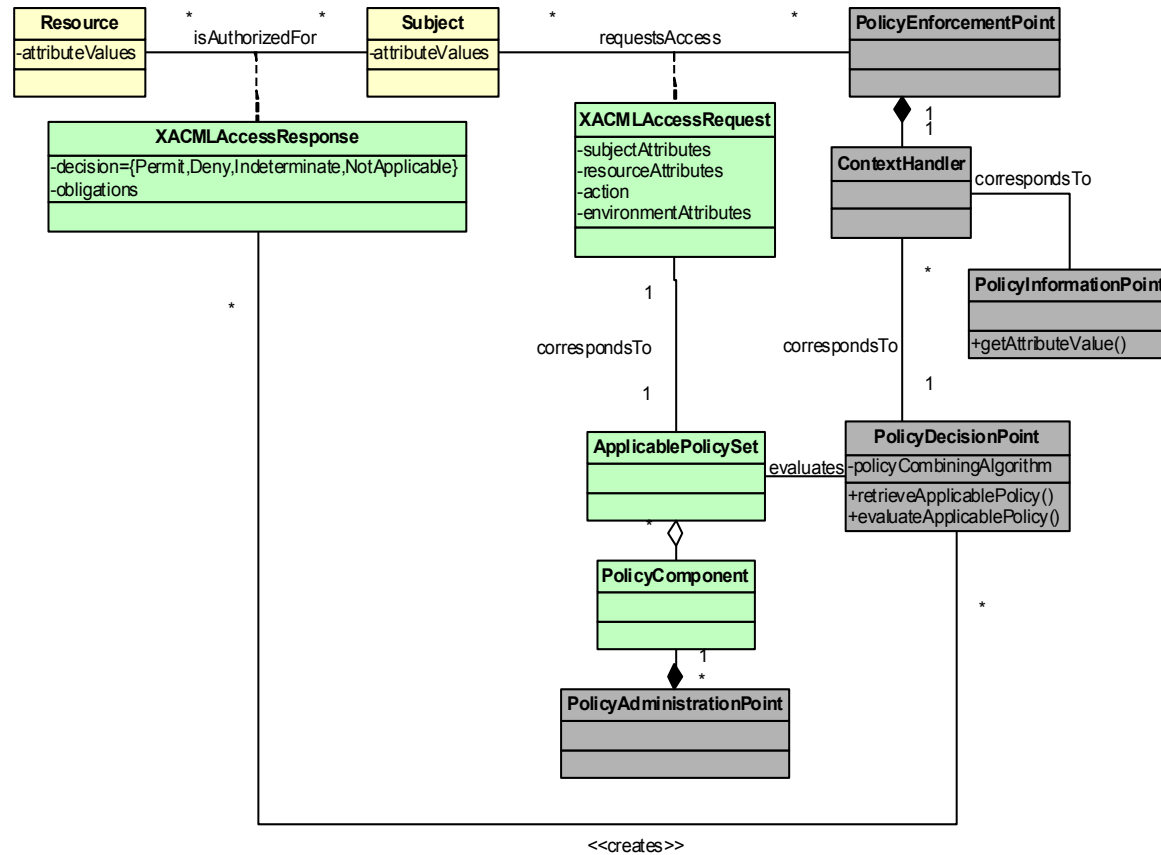 * * * *
Resource Subject PolicyEnforcementPoint
isAuthorizedFor requestsAccess
-attributeValues -attributeValues
XACMLAccessResponse
-decision={Permit,Deny,Indeterminate,NotApplicable}
-obligations
XACMLAccessRequest
-subjectAttributes
-resourceAttributes
-action
-environmentAttributes
1
1
ContextHandler
correspondsTo
*
PolicyInformationPoint
+getAttributeValue()
*
1
correspondsTo
1
correspondsTo
1
ApplicablePolicySet
evaluates
PolicyDecisionPoint
-policyCombiningAlgorithm
+retrieveApplicablePolicy()
+evaluateApplicablePolicy()
*
PolicyComponent
*
1
*
PolicyAdministrationPoint
<<creates>>